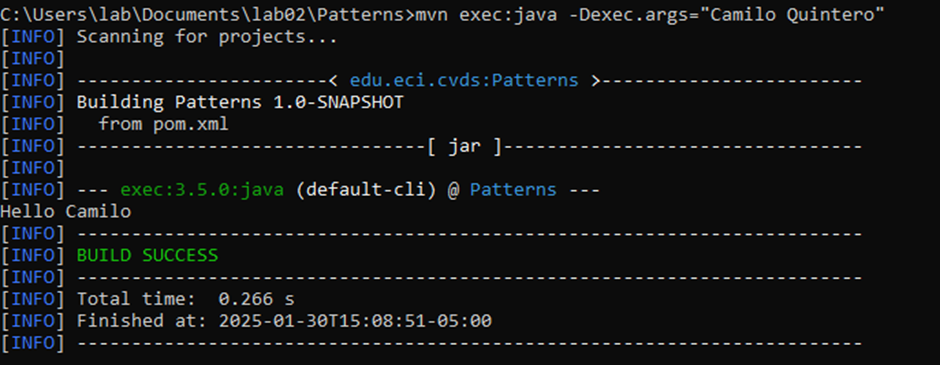 C:\Users\lab\Documents\lab02\Patterns>mvn exec:java -Dexec.args="Camilo Quintero"
[INFO] Scanning for projects...
[INFO]
[INFO] -----------------------< edu.eci.cvds:Patterns >------------------------
[INFO] Building Patterns 1.0-SNAPSHOT
[INFO]   from pom.xml
[INFO] --------------------------------[ jar ]---------------------------------
[INFO]
[INFO] --- exec:3.5.0:java (default-cli) @ Patterns ---
Hello Camilo
[INFO] ------------------------------------------------------------------------
[INFO] BUILD SUCCESS
[INFO] ------------------------------------------------------------------------
[INFO] Total time:  0.266 s
[INFO] Finished at: 2025-01-30T15:08:51-05:00
[INFO] ------------------------------------------------------------------------